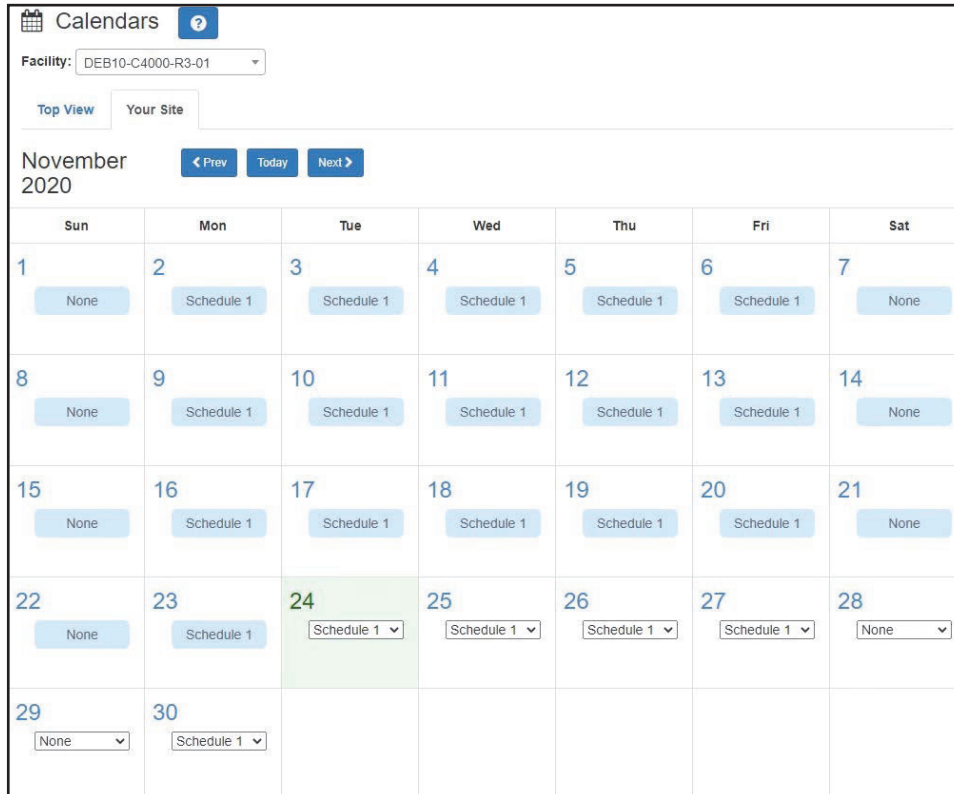 Calendars ?
Facility: DEB10-C4000-R3-01
Top View Your Site
November
2020
Prev Today Next
Sun Mon Tue Wed Thu Fri Sat
1 2 3 4 5 6 7
None Schedule 1 Schedule 1 Schedule 1 Schedule 1 Schedule 1 None
8 9 10 11 12 13 14
None Schedule 1 Schedule 1 Schedule 1 Schedule 1 Schedule 1 None
15 16 17 18 19 20 21
None Schedule 1 Schedule 1 Schedule 1 Schedule 1 Schedule 1 None
22 23 24 25 26 27 28
None Schedule 1 Schedule 1 Schedule 1 Schedule 1 Schedule 1 None
29 30
None Schedule 1